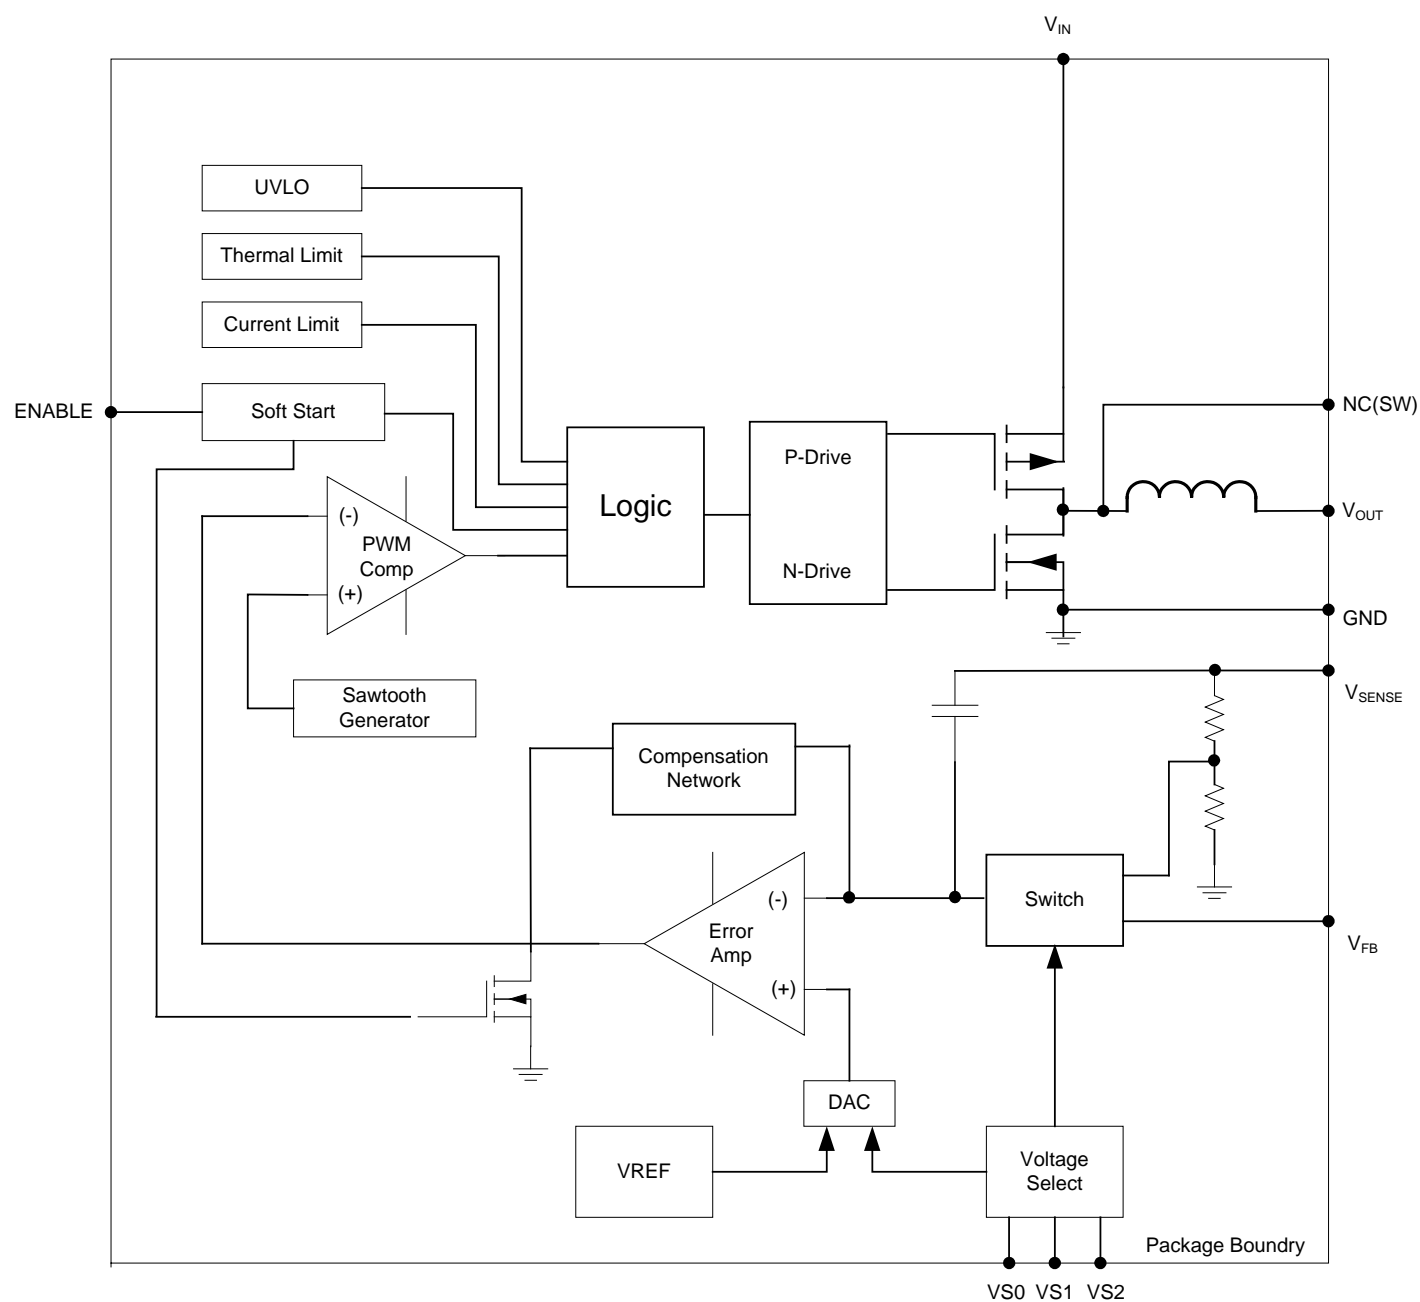 VIN
UVLO
Thermal Limit
Current Limit
ENABLE
Soft Start
NC(SW)
P-Drive
Logic
(-)
PWM
Comp
(+)
N-Drive
VOUT
GND
Sawtooth
Generator
VSENSE
Compensation
Network
(-)
Error
Amp
(+)
Switch
VFB
DAC
VREF
Voltage
Select
Package Boundry
VS0 VS1 VS2